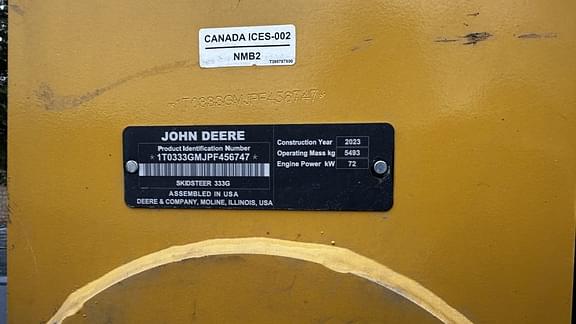 CANADA ICES-002
NMB2
*1T0333GMJPF456747*
JOHN DEERE
Product Identification Number
*1T0333GMJPF456747*
SKIDSTEER 333G
ASSEMBLED IN USA
DEERE & COMPANY, MOLINE, ILLINOIS, USA
Construction Year 2023
Operating Mass kg 5493
Engine Power kW 72